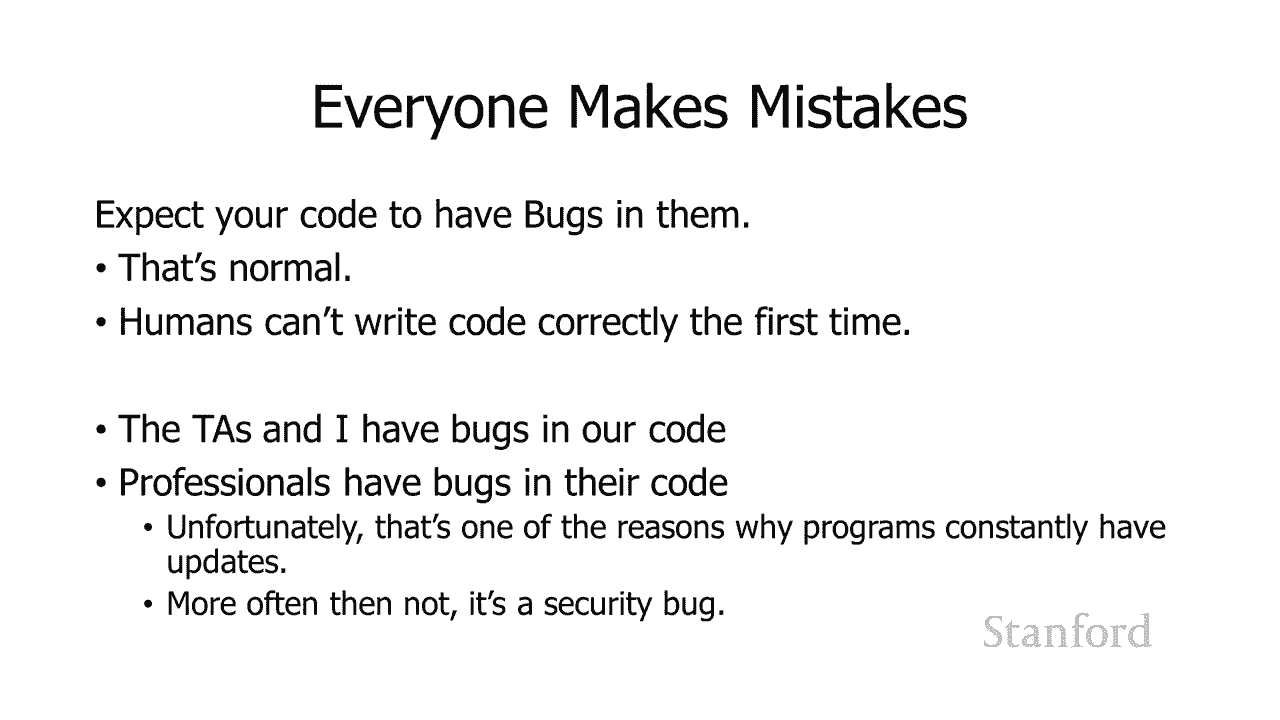 Everyone Makes Mistakes
Expect your code to have Bugs in them.
• That’s normal.
• Humans can’t write code correctly the first time.
• The TAs and I have bugs in our code
• Professionals have bugs in their code
• Unfortunately, that’s one of the reasons why programs constantly have
updates.
• More often then not, it’s a security bug.
Stanford